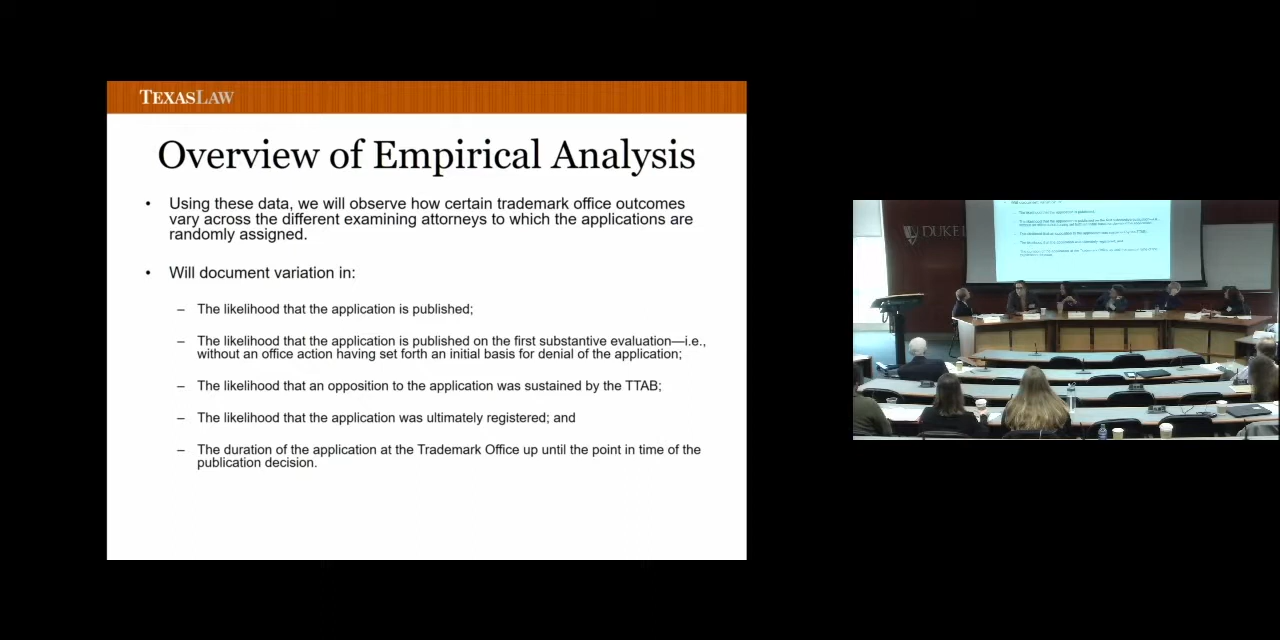 TEXASLAW
Overview of Empirical Analysis
• Using these data, we will observe how certain trademark office outcomes
vary across the different examining attorneys to which the applications are
randomly assigned.
• Will document variation in:
– The likelihood that the application is published;
– The likelihood that the application is published on the first substantive evaluation—i.e.,
without an office action having set forth an initial basis for denial of the application;
– The likelihood that an opposition to the application was sustained by the TTAB;
– The likelihood that the application was ultimately registered; and
– The duration of the application at the Trademark Office up until the point in time of the
publication decision.
DUKE